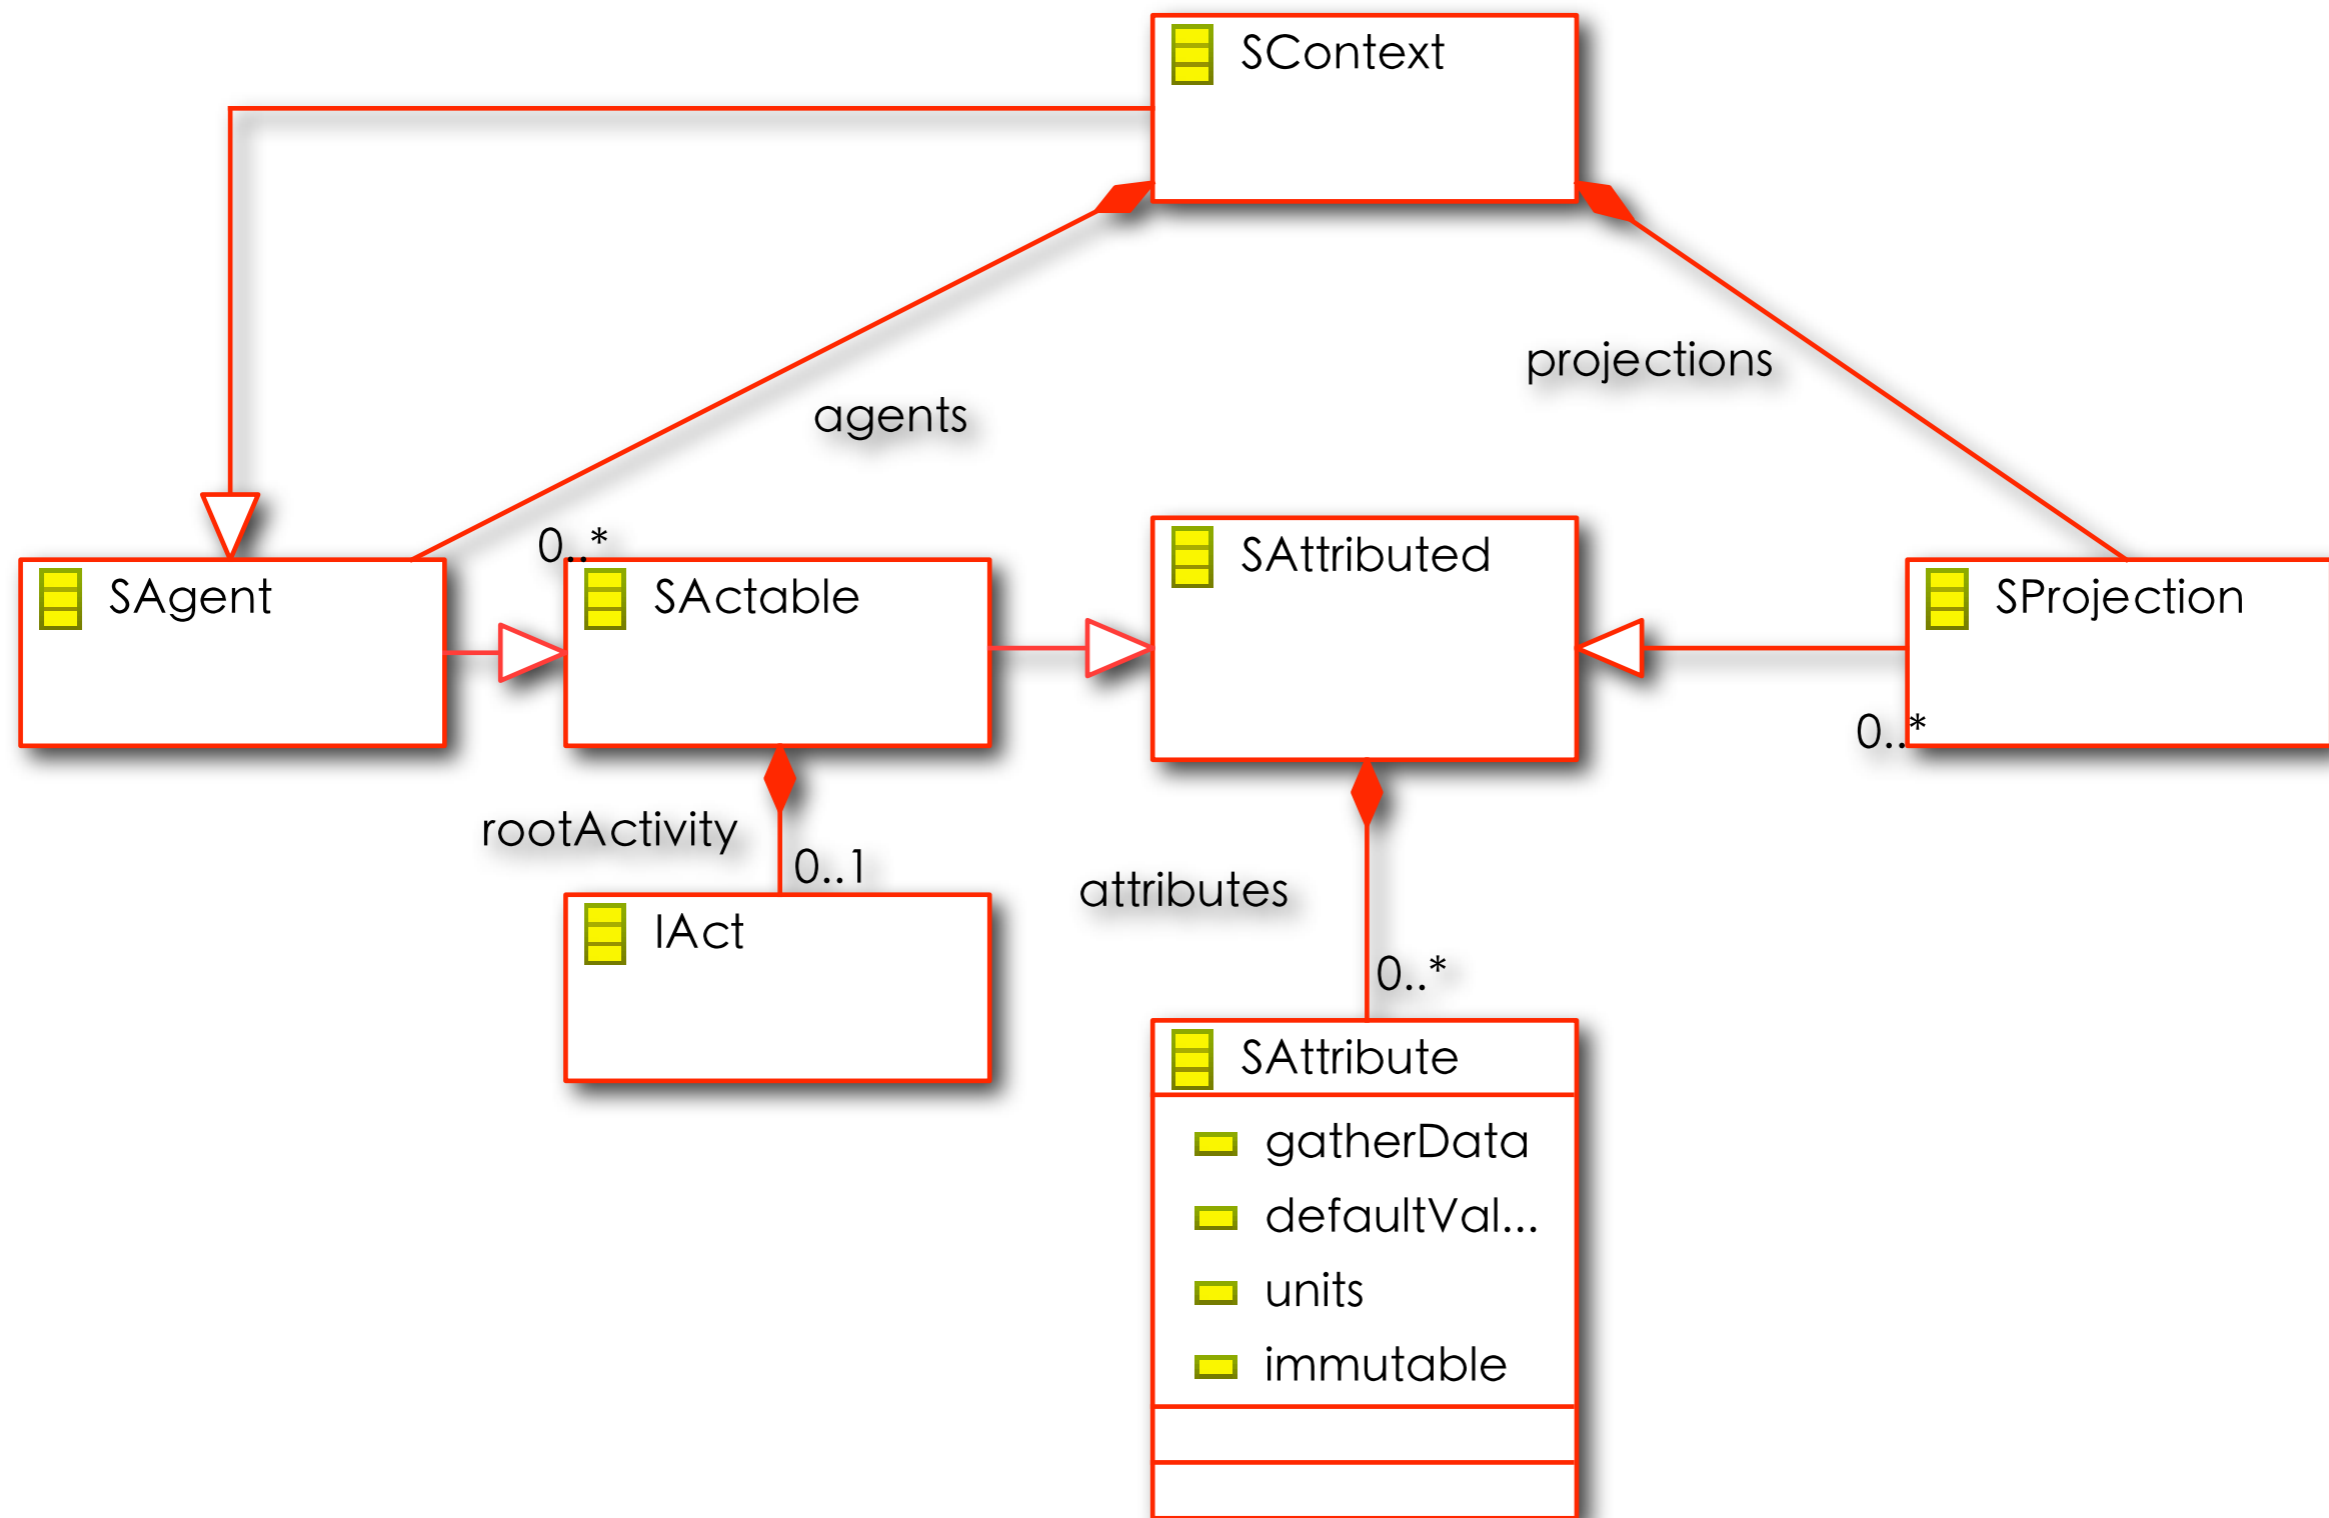 SContext
projections
agents
0..*
SAgent
SActable
SAttributed
SProjection
0..*
rootActivity
0..1
attributes
IAct
0..*
SAttribute
gatherData
defaultVal...
units
immutable